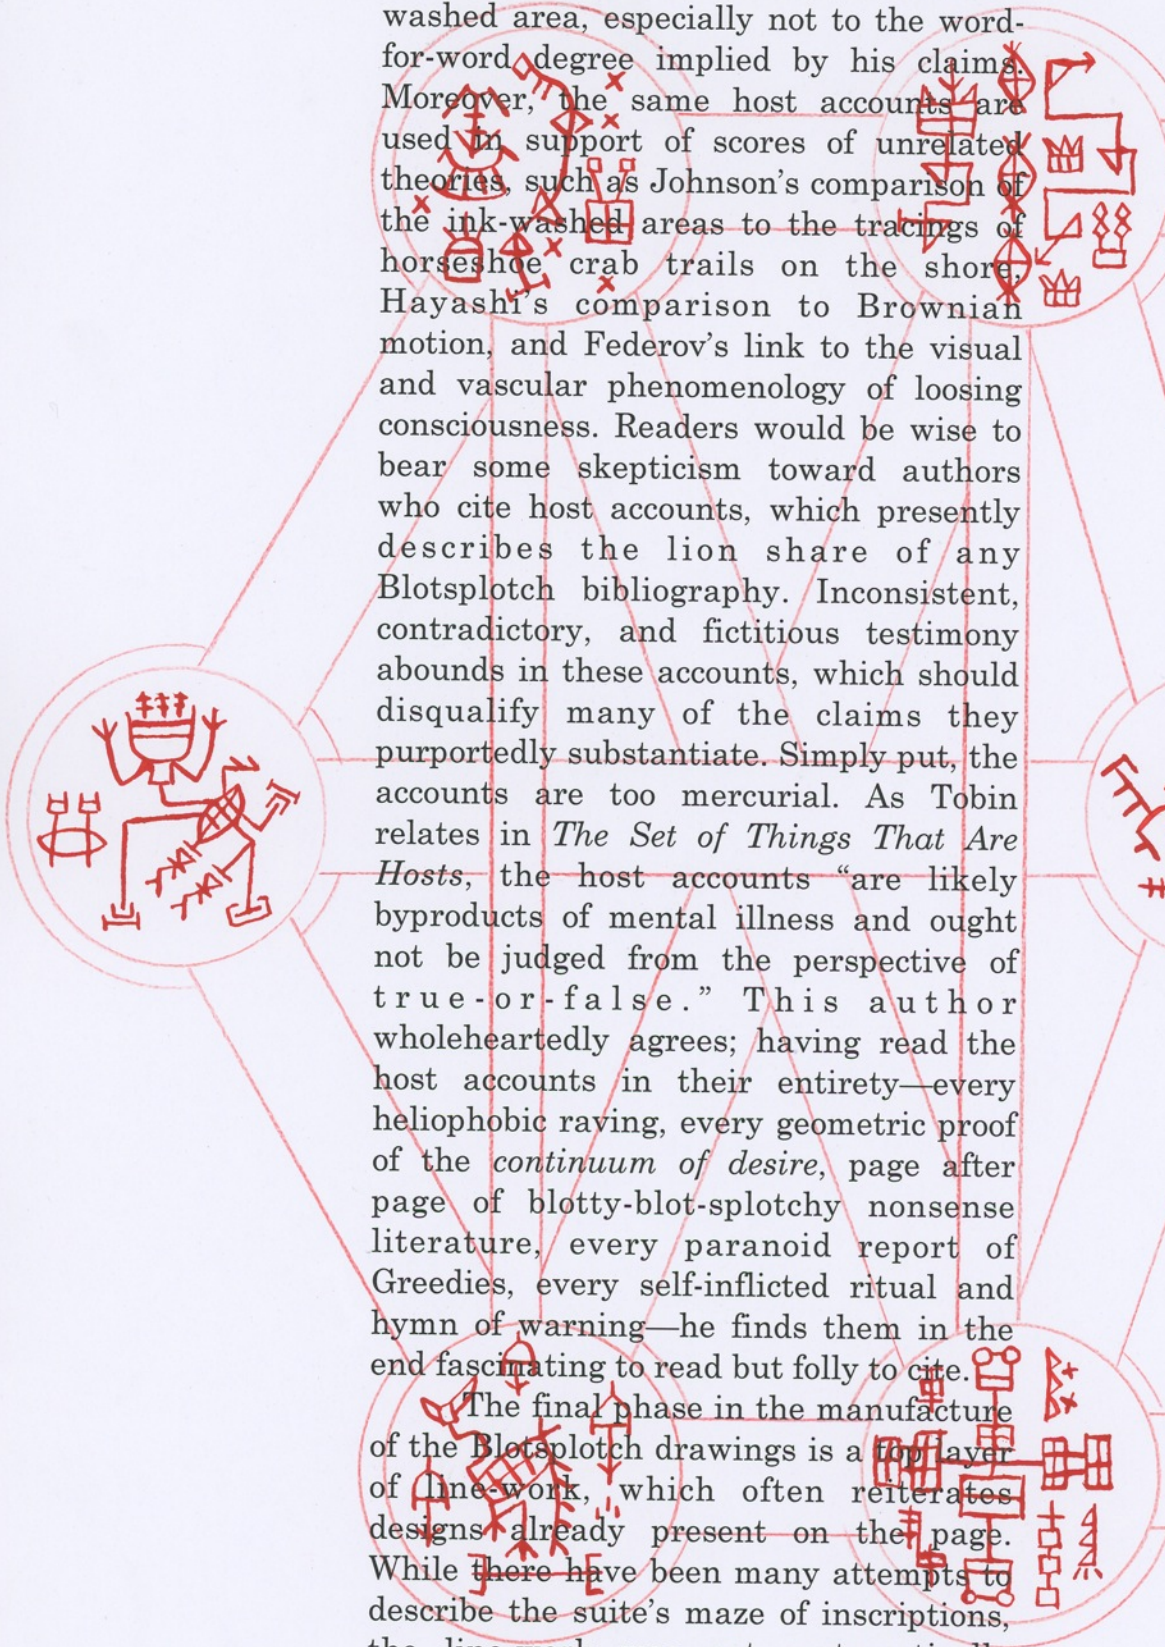 washed area, especially not to the word-
for-word degree implied by his claims.
Moreover, the same host accounts are
used in support of scores of unrelated
theories, such as Johnson's comparison of
the ink-washed areas to the tracings of
horseshoe crab trails on the shore,
Hayashi's comparison to Brownian
motion, and Federov's link to the visual
and vascular phenomenology of loosing
consciousness. Readers would be wise to
bear some skepticism toward authors
who cite host accounts, which presently
describes the lion share of any
Blotsplotch bibliography. Inconsistent,
contradictory, and fictitious testimony
abounds in these accounts, which should
disqualify many of the claims they
purportedly substantiate. Simply put, the
accounts are too mercurial. As Tobin
relates in The Set of Things That Are
Hosts, the host accounts “are likely
byproducts of mental illness and ought
not be judged from the perspective of
true-or-false.” This author
wholeheartedly agrees; having read the
host accounts in their entirety—every
heliophobic raving, every geometric proof
of the continuum of desire, page after
page of blotty-blot-splotchy nonsense
literature, every paranoid report of
Greedies, every self-inflicted ritual and
hymn of warning—he finds them in the
end fascinating to read but folly to cite.
The final phase in the manufacture
of the Blotsplotch drawings is a top layer
of line-work, which often reiterates
designs already present on the page.
While there have been many attempts to
describe the suite's maze of inscriptions,